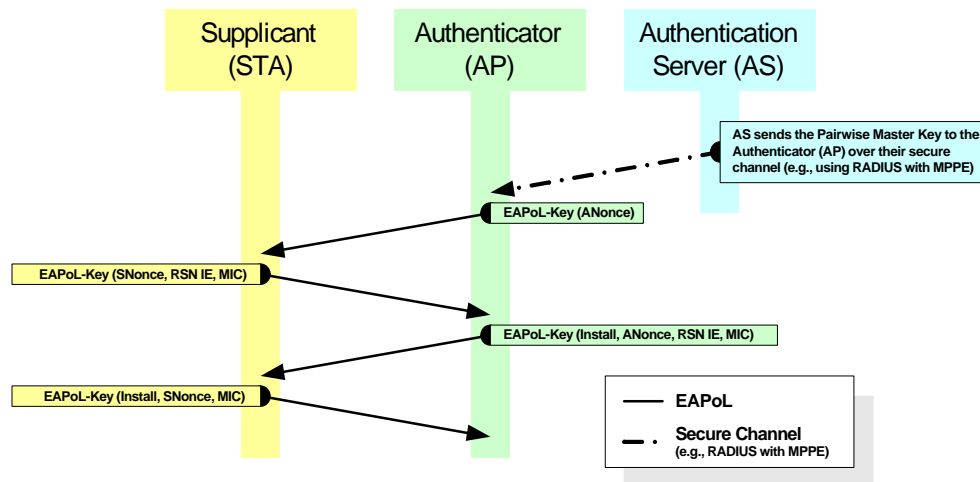 Supplicant
(STA)
Authenticator
(AP)
Authentication
Server (AS)
AS sends the Pairwise Master Key to the
Authenticator (AP) over their secure
channel (e.g., using RADIUS with MPPE)
EAPoL-Key (ANonce)
EAPoL-Key (SNonce, RSN IE, MIC)
EAPoL-Key (Install, ANonce, RSN IE, MIC)
EAPoL-Key (Install, SNonce, MIC)
EAPoL
Secure Channel
(e.g., RADIUS with MPPE)